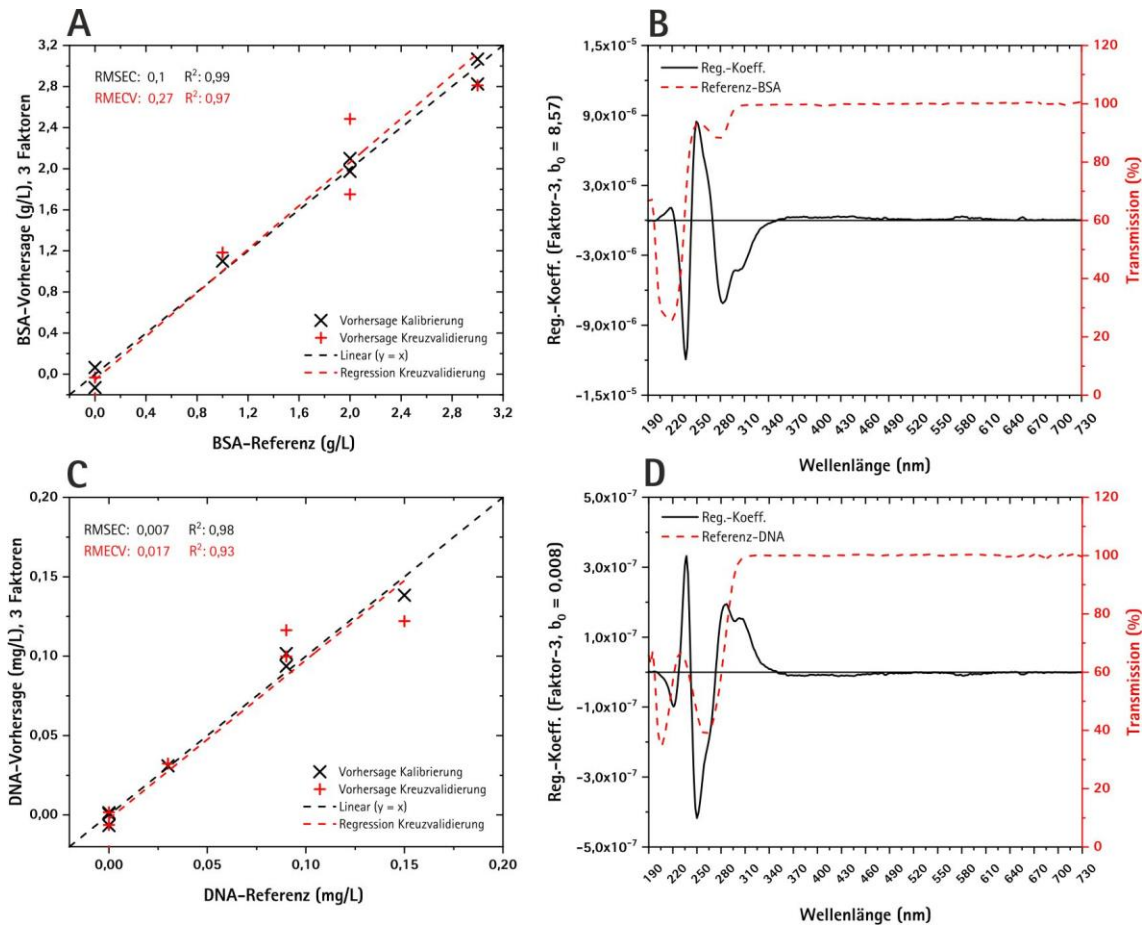 A
BSA-Vorhersage (g/L), 3 Faktoren
3,2
2,8
2,4
2,0
1,6
1,2
0,8
0,4
0,0
RMSEC: 0,1 R²: 0,99
RMECV: 0,27 R²: 0,97
Vorhersage Kalibrierung
Vorhersage Kreuzvalidierung
Linear (y = x)
Regression Kreuzvalidierung
0,0 0,4 0,8 1,2 1,6 2,0 2,4 2,8 3,2
BSA-Referenz (g/L)
B
Reg.-Koeff. (Faktor-3, b₀ = 8,57)
1,5x10⁻⁵
9,0x10⁻⁶
3,0x10⁻⁶
-3,0x10⁻⁶
-9,0x10⁻⁶
-1,5x10⁻⁵
Reg.-Koeff.
Referenz-BSA
120
100
80
60
40
20
0
Transmission (%)
190 220 250 280 310 340 370 400 430 460 490 520 550 580 610 640 670 700 730
Wellenlänge (nm)
C
DNA-Vorhersage (mg/L), 3 Faktoren
0,20
0,15
0,10
0,05
0,00
RMSEC: 0,007 R²: 0,98
RMECV: 0,017 R²: 0,93
Vorhersage Kalibrierung
Vorhersage Kreuzvalidierung
Linear (y = x)
Regression Kreuzvalidierung
0,00 0,05 0,10 0,15 0,20
DNA-Referenz (mg/L)
D
Reg.-Koeff. (Faktor-3, b₀ = 0,008)
5,0x10⁻⁷
3,0x10⁻⁷
1,0x10⁻⁷
-1,0x10⁻⁷
-3,0x10⁻⁷
-5,0x10⁻⁷
Reg.-Koeff.
Referenz-DNA
120
100
80
60
40
20
0
Transmission (%)
190 220 250 280 310 340 370 400 430 460 490 520 550 580 610 640 670 700 730
Wellenlänge (nm)